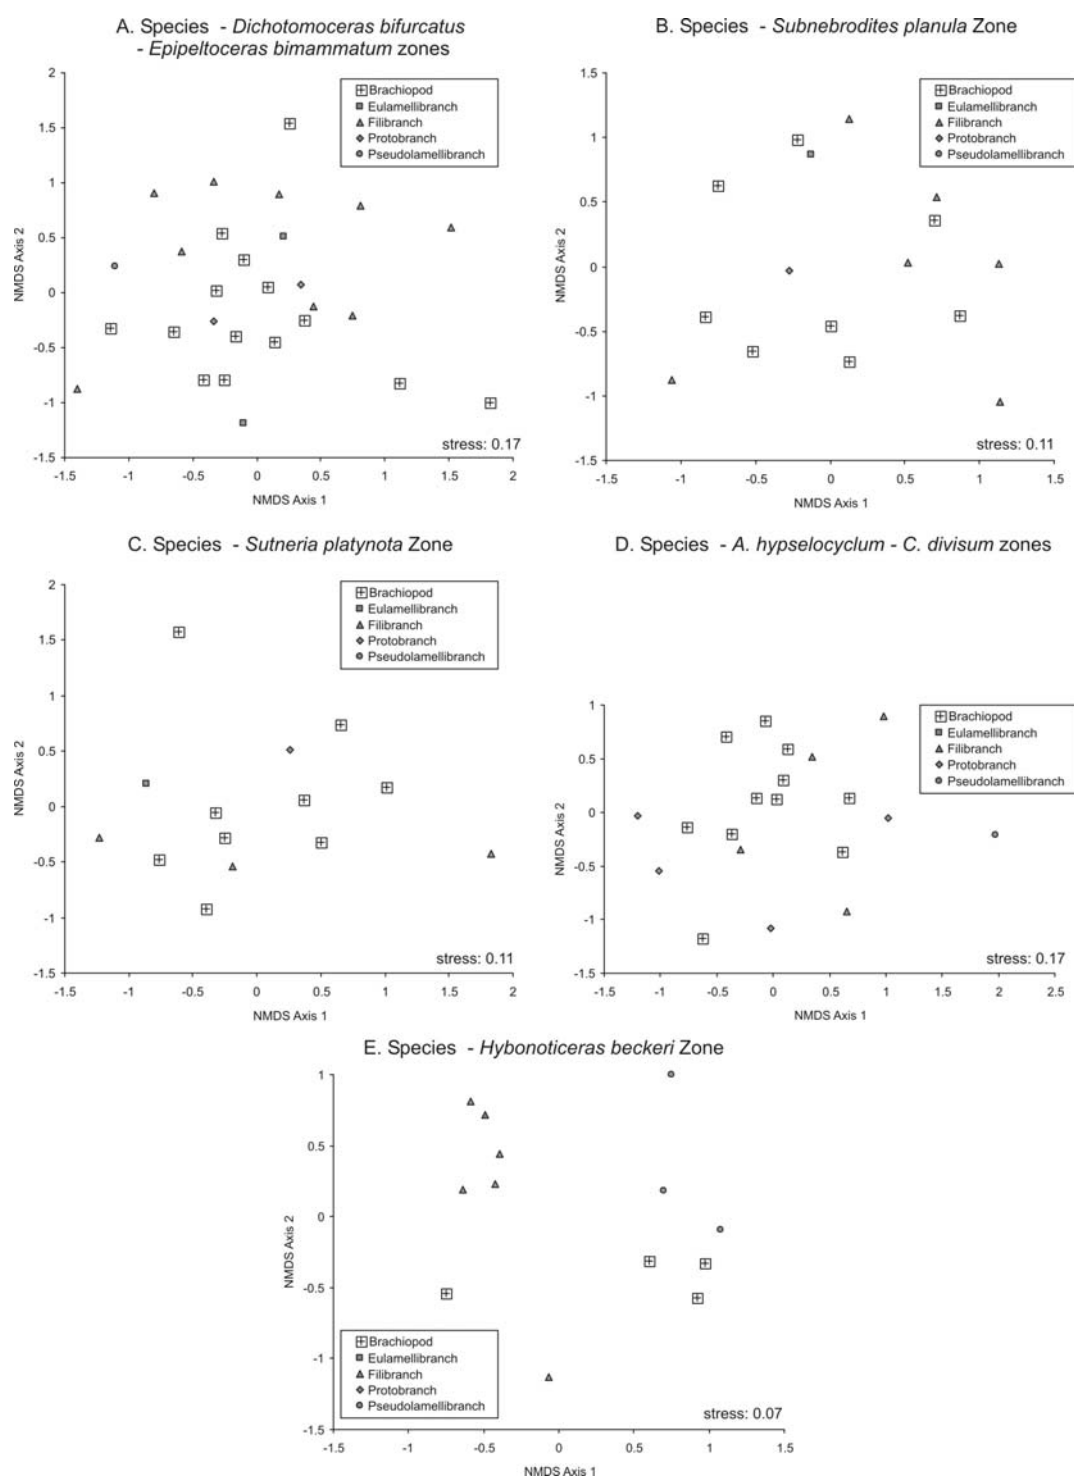 A. Species - Dichotomoceras bifurcatus
- Epipeltoceras bimammatum zones
2
1.5
1
0.5
0
-0.5
-1
-1.5
NMDS Axis 2
Brachiopod
Eulamellibranch
Filibranch
Protobranch
Pseudolamellibranch
stress: 0.17
-1.5
-1
-0.5
0
0.5
1
1.5
2
NMDS Axis 1
B. Species - Subnebrodites planula Zone
1.5
1
0.5
0
-0.5
-1
-1.5
NMDS Axis 2
Brachiopod
Eulamellibranch
Filibranch
Protobranch
Pseudolamellibranch
stress: 0.11
-1.5
-1
-0.5
0
0.5
1
1.5
NMDS Axis 1
C. Species - Sutneria platynota Zone
2
1.5
1
0.5
0
-0.5
-1
-1.5
NMDS Axis 2
Brachiopod
Eulamellibranch
Filibranch
Protobranch
Pseudolamellibranch
stress: 0.11
-1.5
-1
-0.5
0
0.5
1
1.5
2
NMDS Axis 1
D. Species - A. hypselocyclum - C. divisum zones
1
0.5
0
-0.5
-1
-1.5
NMDS Axis 2
Brachiopod
Eulamellibranch
Filibranch
Protobranch
Pseudolamellibranch
stress: 0.17
-1.5
-1
-0.5
0
0.5
1
1.5
2
2.5
NMDS Axis 1
E. Species - Hybonoticeras beckeri Zone
1
0.5
0
-0.5
-1
-1.5
NMDS Axis 2
Brachiopod
Eulamellibranch
Filibranch
Protobranch
Pseudolamellibranch
stress: 0.07
-1.5
-1
-0.5
0
0.5
1
1.5
NMDS Axis 1